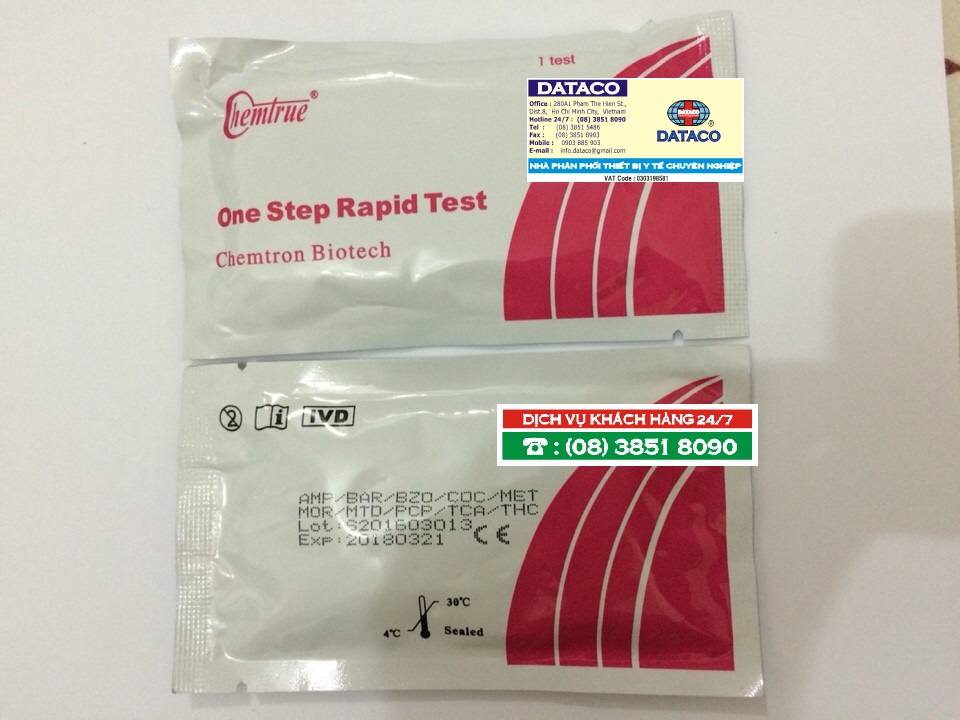 1 test
Chemtrue®
DATACO
Office : 280A1 Pham The Hien St.,
Dist.8, Ho Chi Minh City, Vietnam
Hotline 24/7 : (08) 3851 8090
Tel : (08) 3851 5486
Fax : (08) 3851 8903
Mobile : 0903 885 903
E-mail : info.dataco@gmail.com
DATACO
DATACO ®
NHÀ PHÂN PHỐI THIẾT BỊ Y TẾ CHUYÊN NGHIỆP
VAT Code : 0303198581
One Step Rapid Test
Chemtron Biotech
2 i IVD
DỊCH VỤ KHÁCH HÀNG 24/7
☎ : (08) 3851 8090
AMP/BAR/BZO/COC/MET
MOR/MTD/PCP/TCA/THC
Lot:S201603013
Exp:20180321 CE
30℃
4℃ Sealed